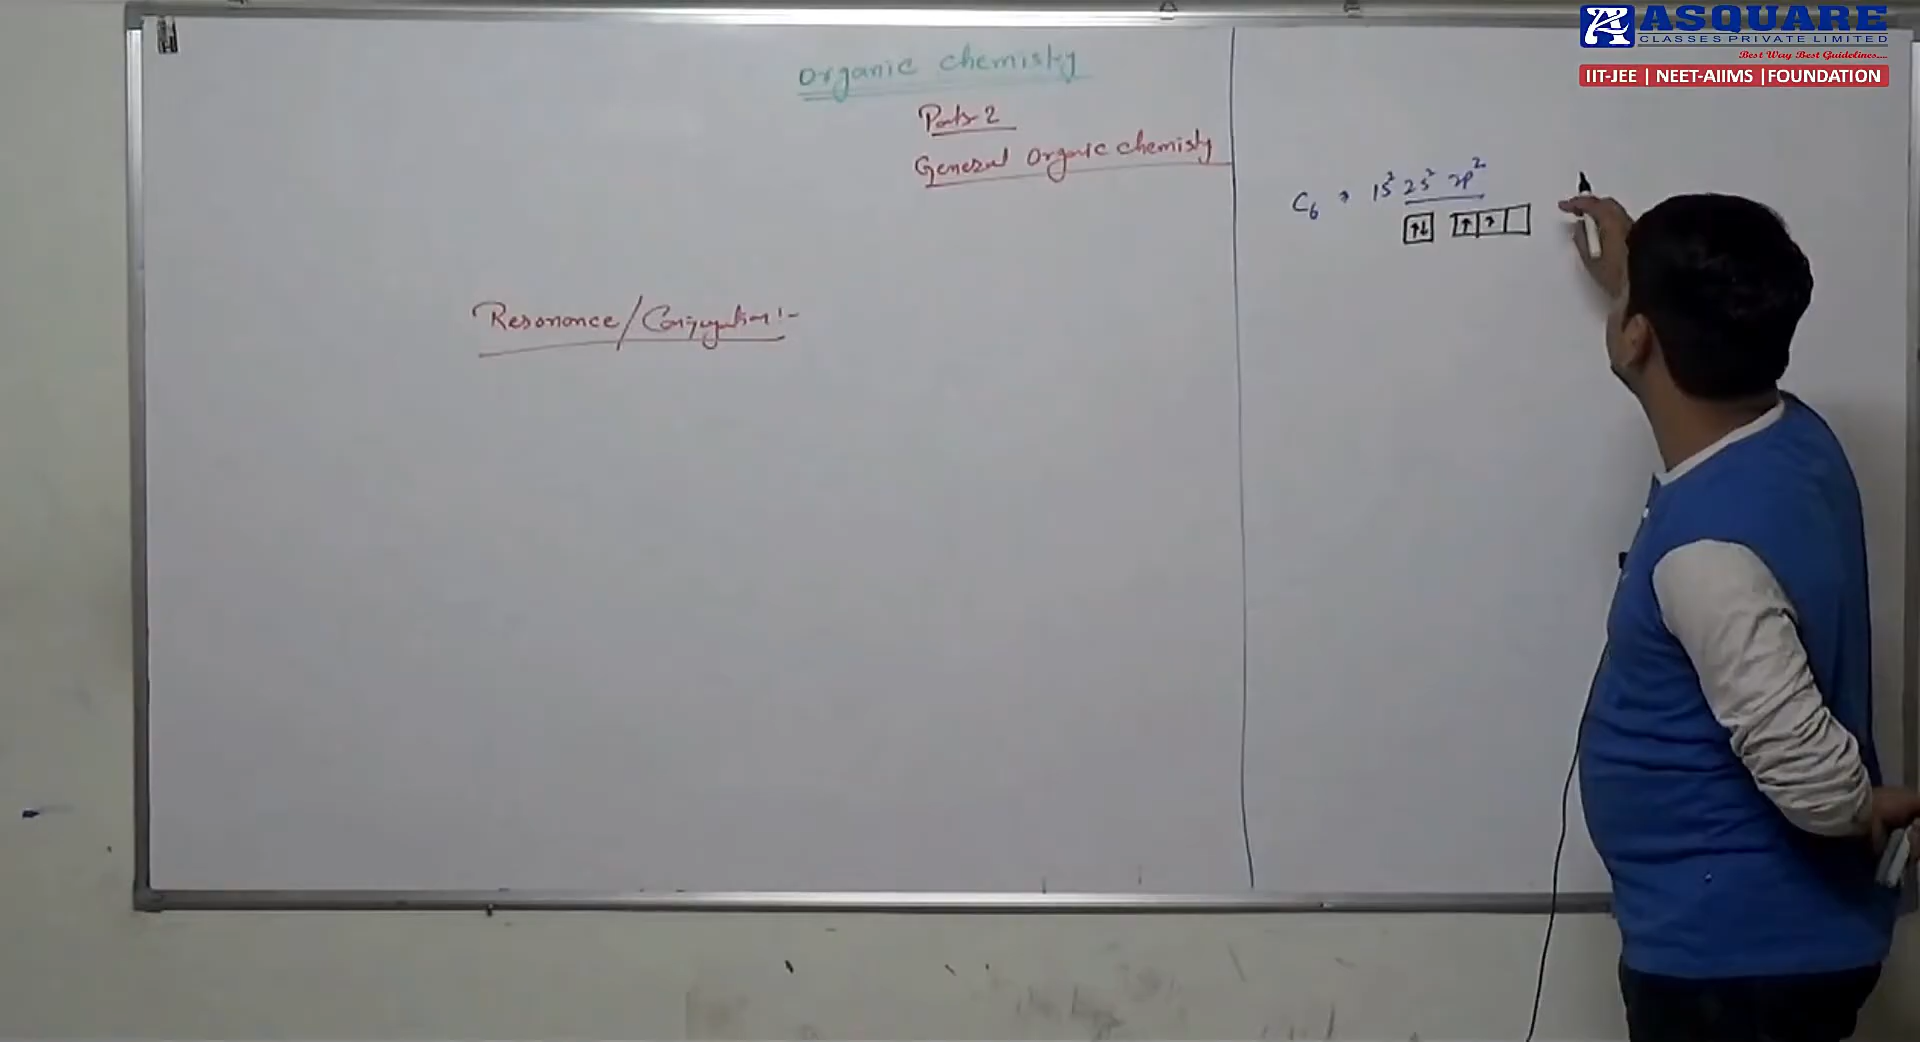 ASQUARE
CLASSES PRIVATE LIMITED
Best Way Best Guidelines....
IIT-JEE | NEET-AIIMS |FOUNDATION
Organic chemistry
Part-2
General Organic chemisty
C₆ → 1s² 2s² 2p²
↑↓ ↑ ↑
Resonance/Conjugation:-